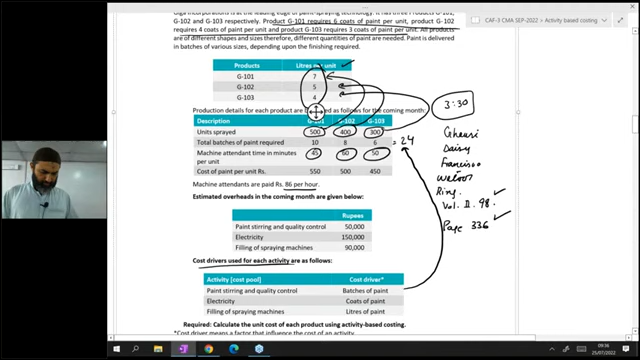 CAF-3 CMA SEP-2022 » Activity based costing
Giga Incorporations is the leading edge of paint-spraying technology. It has three Products G-101,
G-102 and G-103 respectively. Product G-101 requires 6 coats of paint per unit, product G-102
requires 4 coats of paint per unit and product G-103 requires 3 coats of paint per unit. All products
are of different shapes and sizes therefore, different quantities of paint are needed. Paint is delivered
in batches of various sizes, depending upon the finishing required.
Products Litres per unit
G-101 7
G-102 5
G-103 4
Production details for each product are as follows for the coming month:
Description G-101 G-102 G-103
Units sprayed 500 400 300
Total batches of paint required 10 8 6 = 24
Machine attendant time in minutes per unit 45 60 50
Cost of paint per unit Rs. 550 500 450
Machine attendants are paid Rs. 86 per hour.
Estimated overheads in the coming month are given below:
Rupees
Paint stirring and quality control 50,000
Electricity 150,000
Filling of spraying machines 90,000
Cost drivers used for each activity are as follows:
Activity [cost pool] Cost driver*
Paint stirring and quality control Batches of paint
Electricity Coats of paint
Filling of spraying machines Litres of paint
Required: Calculate the unit cost of each product using activity-based costing.
*Cost driver means a factor that influence the cost of an activity.
3:30
Ghauri
Daisy
Francisco
Ring.
Vol. II. 98.
Page 336
09:36
25/07/2022